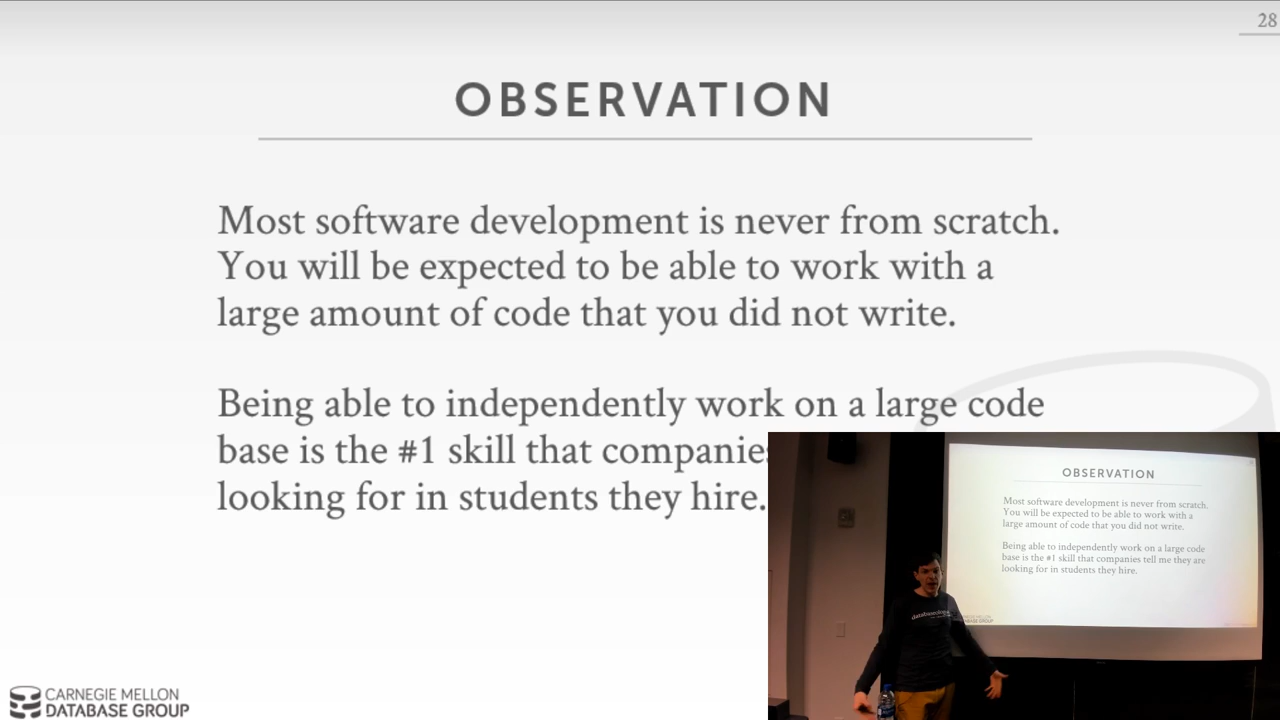 28
OBSERVATION
Most software development is never from scratch.
You will be expected to be able to work with a
large amount of code that you did not write.
Being able to independently work on a large code
base is the #1 skill that companies
looking for in students they hire.
CARNEGIE MELLON
DATABASE GROUP
OBSERVATION
Most software development is never from scratch.
You will be expected to be able to work with a
large amount of code that you did not write.
Being able to independently work on a large code
base is the #1 skill that companies tell me they are
looking for in students they hire.